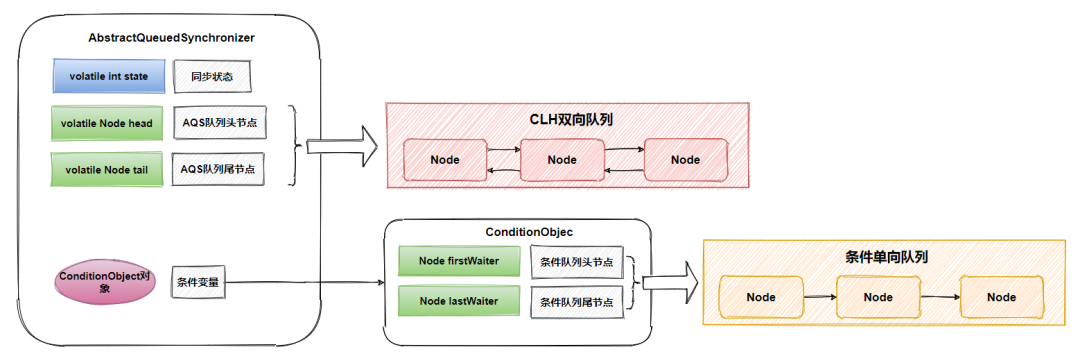 AbstractQueuedSynchronizer
volatile int state
同步状态
volatile Node head
AQS队列头节点
volatile Node tail
AQS队列尾节点
CLH双向队列
Node
Node
Node
ConditionObject对
象
条件变量
ConditionObjec
Node firstWaiter
条件队列头节点
Node lastWaiter
条件队列尾节点
条件单向队列
Node
Node
Node